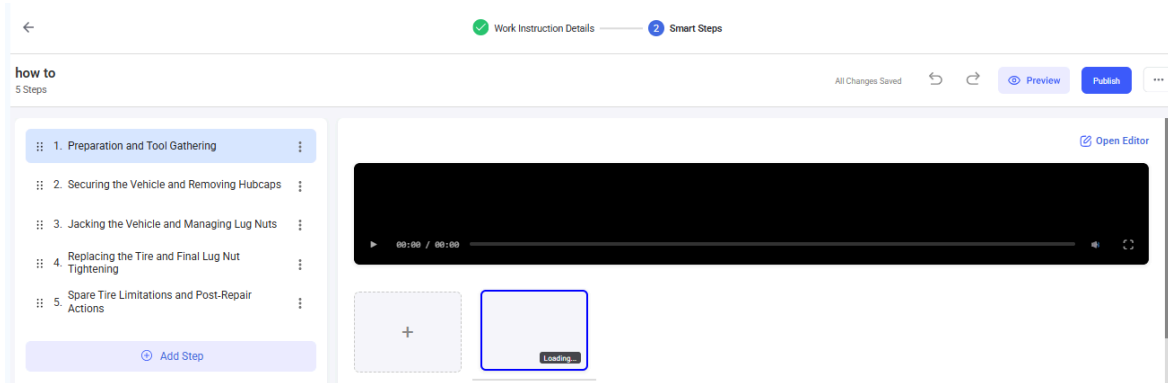 Work Instruction Details
2 Smart Steps
how to
5 Steps
All Changes Saved
Preview
Publish
1. Preparation and Tool Gathering
2. Securing the Vehicle and Removing Hubcaps
3. Jacking the Vehicle and Managing Lug Nuts
4. Replacing the Tire and Final Lug Nut
Tightening
5. Spare Tire Limitations and Post-Repair
Actions
Add Step
Open Editor
00:00 / 00:00
Loading...